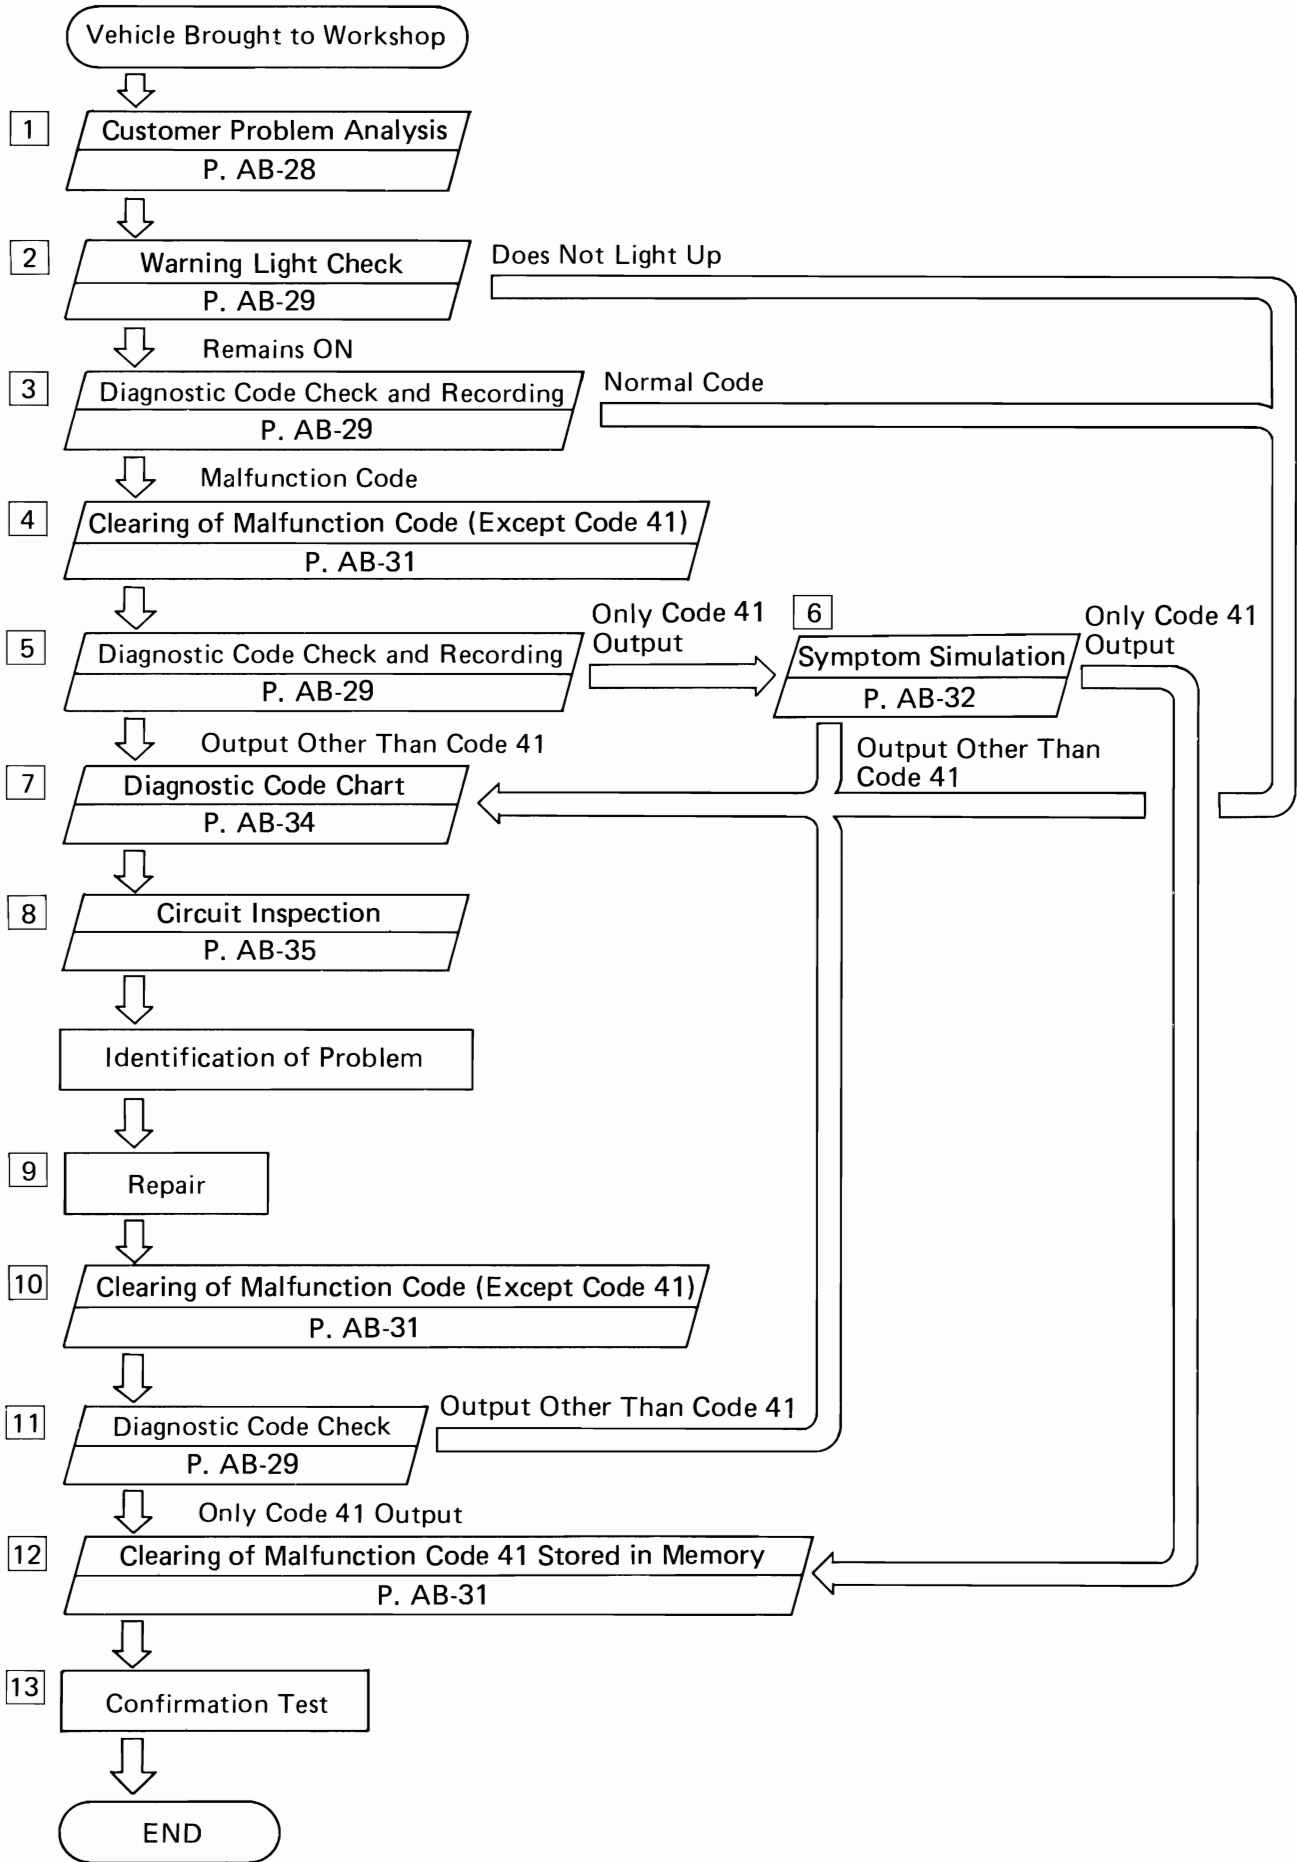 Vehicle Brought to Workshop
1
Customer Problem Analysis
P. AB-28
2
Warning Light Check
P. AB-29
Does Not Light Up
Remains ON
3
Diagnostic Code Check and Recording
P. AB-29
Normal Code
Malfunction Code
4
Clearing of Malfunction Code (Except Code 41)
P. AB-31
5
Diagnostic Code Check and Recording
P. AB-29
Only Code 41
Output
6
Symptom Simulation
P. AB-32
Only Code 41
Output
Output Other Than Code 41
Output Other Than
Code 41
7
Diagnostic Code Chart
P. AB-34
8
Circuit Inspection
P. AB-35
Identification of Problem
9
Repair
10
Clearing of Malfunction Code (Except Code 41)
P. AB-31
11
Diagnostic Code Check
P. AB-29
Output Other Than Code 41
Only Code 41 Output
12
Clearing of Malfunction Code 41 Stored in Memory
P. AB-31
13
Confirmation Test
END